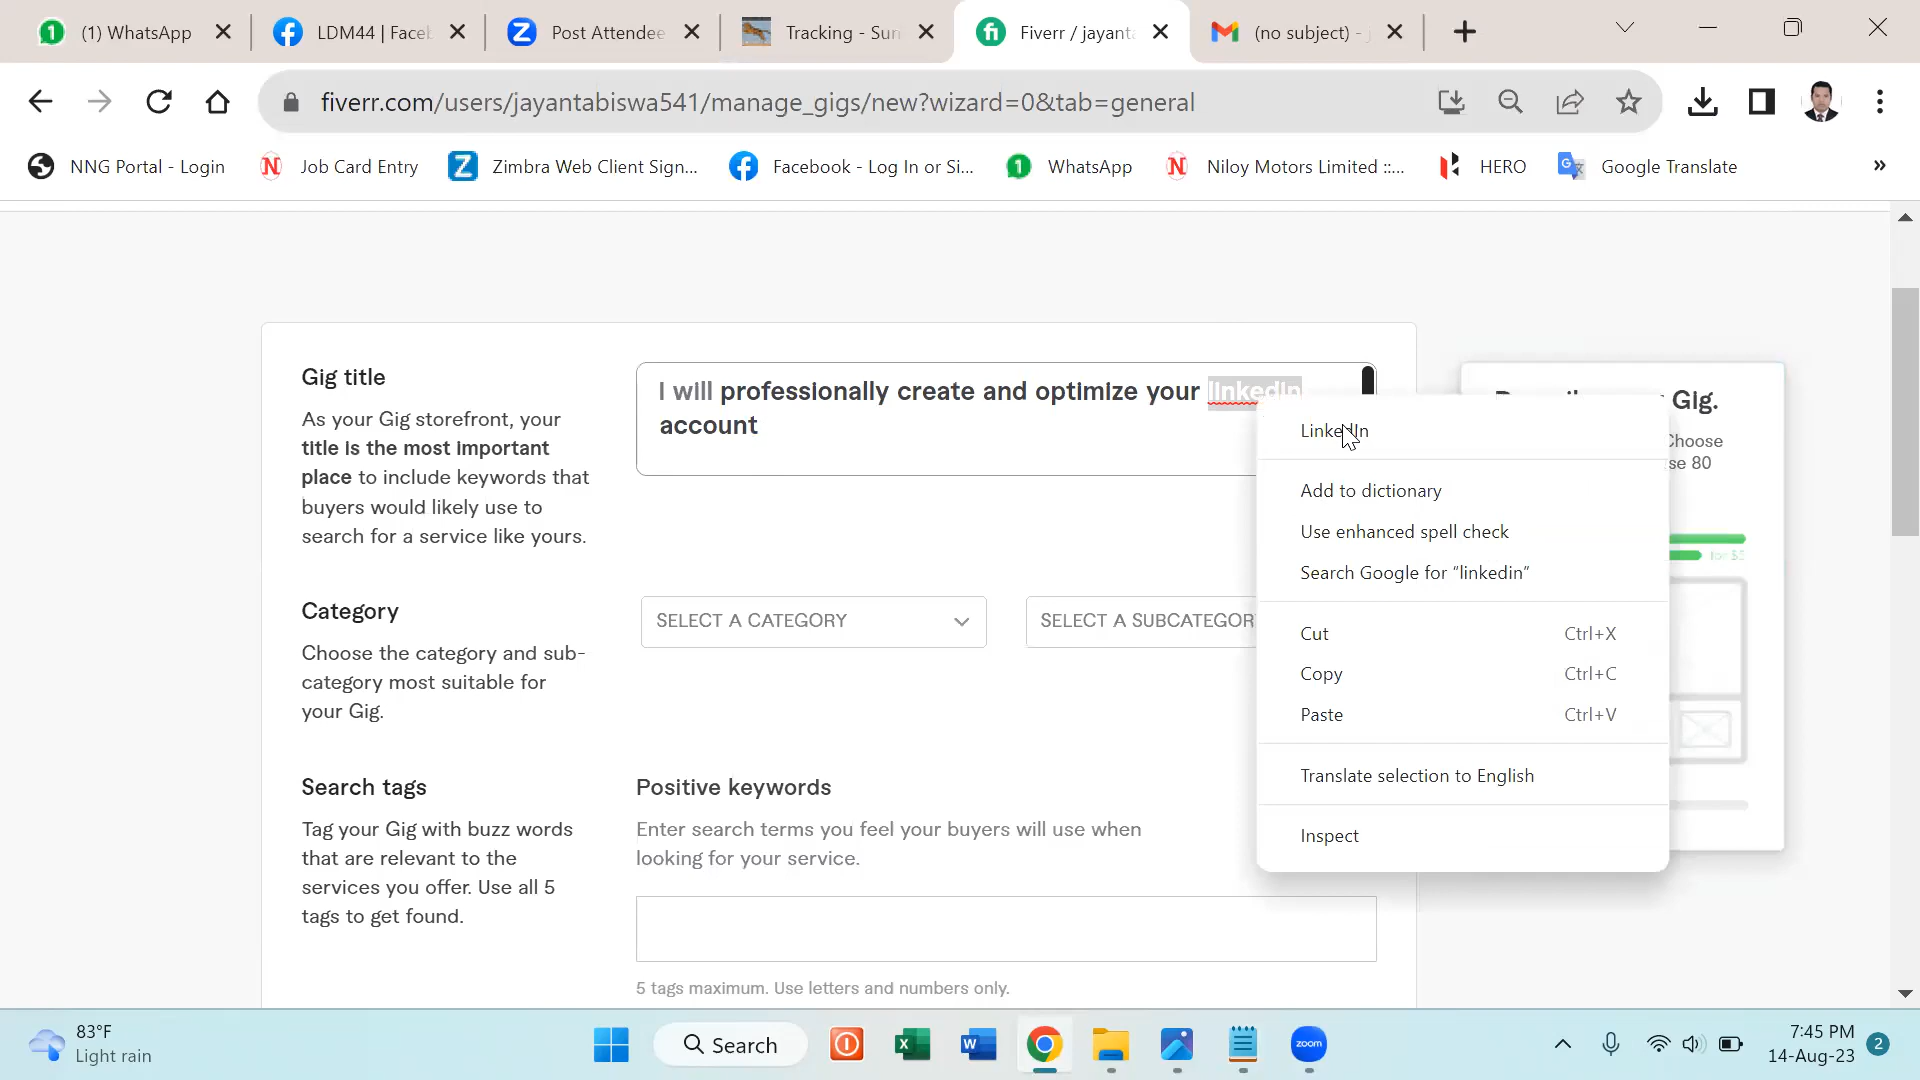 (1) WhatsApp
LDM44 | Faceb
Post Attendee
Tracking - Sun
Fiverr / jayanta
(no subject) - j
fiverr.com/users/jayantabiswa541/manage_gigs/new?wizard=0&tab=general
NNG Portal - Login
Job Card Entry
Zimbra Web Client Sign...
Facebook - Log In or Si...
WhatsApp
Niloy Motors Limited ::...
HERO
Google Translate
»
Gig title
As your Gig storefront, your
title is the most important
place to include keywords that
buyers would likely use to
search for a service like yours.
I will professionally create and optimize your linkedin
account
Gig.
Choose
se 80
LinkedIn
Add to dictionary
Use enhanced spell check
Search Google for “linkedin”
Cut Ctrl+X
Copy Ctrl+C
Paste Ctrl+V
Translate selection to English
Inspect
Category
Choose the category and sub-
category most suitable for
your Gig.
SELECT A CATEGORY
SELECT A SUBCATEGOR
Search tags
Tag your Gig with buzz words
that are relevant to the
services you offer. Use all 5
tags to get found.
Positive keywords
Enter search terms you feel your buyers will use when
looking for your service.
5 tags maximum. Use letters and numbers only.
83°F
Light rain
Search
zoom
7:45 PM
14-Aug-23
2